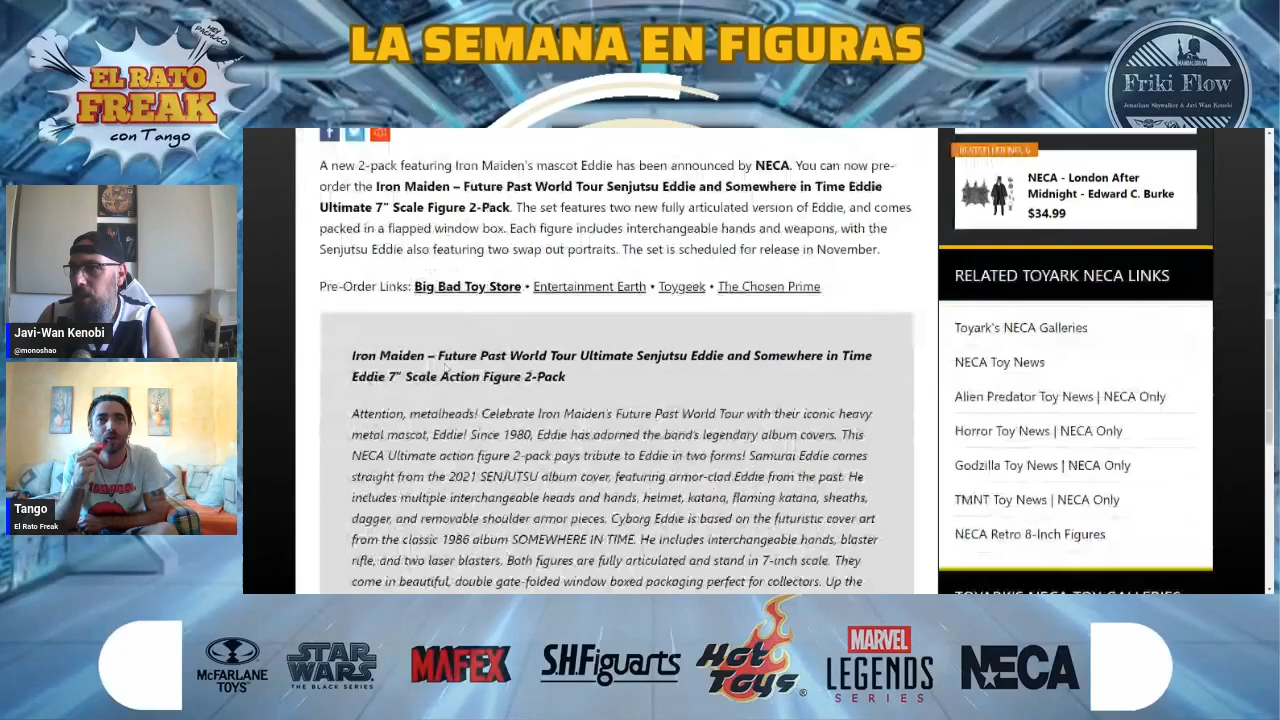 LA SEMANA EN FIGURAS
HEY PACHUCO
EL RATO
FREAK
con Tango
MANDALORIAN
Friki Flow
Jonathan Skywalker & Javi Wan Kenobi
A new 2-pack featuring Iron Maiden's mascot Eddie has been announced by NECA. You can now pre-
order the Iron Maiden – Future Past World Tour Senjutsu Eddie and Somewhere in Time Eddie
Ultimate 7" Scale Figure 2-Pack. The set features two new fully articulated version of Eddie, and comes
packed in a flapped window box. Each figure includes interchangeable hands and weapons, with the
Senjutsu Eddie also featuring two swap out portraits. The set is scheduled for release in November.
Pre-Order Links: Big Bad Toy Store • Entertainment Earth • Toygeek • The Chosen Prime
Iron Maiden – Future Past World Tour Ultimate Senjutsu Eddie and Somewhere in Time
Eddie 7" Scale Action Figure 2-Pack
Attention, metalheads! Celebrate Iron Maiden's Future Past World Tour with their iconic heavy
metal mascot, Eddie! Since 1980, Eddie has adorned the band's legendary album covers. This
NECA Ultimate action figure 2-pack pays tribute to Eddie in two forms! Samurai Eddie comes
straight from the 2021 SENJUTSU album cover, featuring armor-clad Eddie from the past. He
includes multiple interchangeable heads and hands, helmet, katana, flaming katana, sheaths,
dagger, and removable shoulder armor pieces. Cyborg Eddie is based on the futuristic cover art
from the classic 1986 album SOMEWHERE IN TIME. He includes interchangeable hands, blaster
rifle, and two laser blasters. Both figures are fully articulated and stand in 7-inch scale. They
come in beautiful, double gate-folded window boxed packaging perfect for collectors. Up the
NECA - London After
Midnight - Edward C. Burke
$34.99
RELATED TOYARK NECA LINKS
Toyark's NECA Galleries
NECA Toy News
Alien Predator Toy News | NECA Only
Horror Toy News | NECA Only
Godzilla Toy News | NECA Only
TMNT Toy News | NECA Only
NECA Retro 8-Inch Figures
TOYARK'S NECA TOY GALLERIES
Javi-Wan Kenobi
@monoshao
Tango
El Rato Freak
McFARLANE
TOYS™
STAR
WARS
THE BLACK SERIES
MAFEX
S.H.Figuarts
Hot
Toys®
MARVEL
LEGENDS
SERIES
NECA